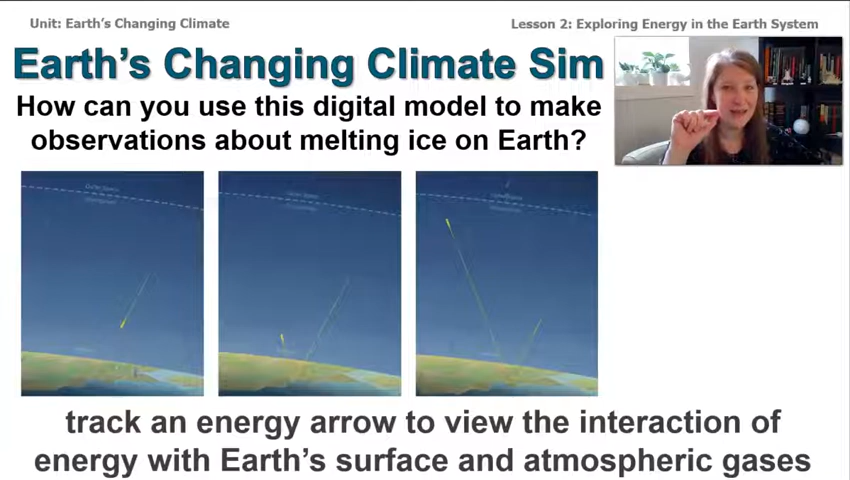 Unit: Earth's Changing Climate
Lesson 2: Exploring Energy in the Earth System
Earth's Changing Climate Sim
How can you use this digital model to make
observations about melting ice on Earth?
track an energy arrow to view the interaction of
energy with Earth's surface and atmospheric gases